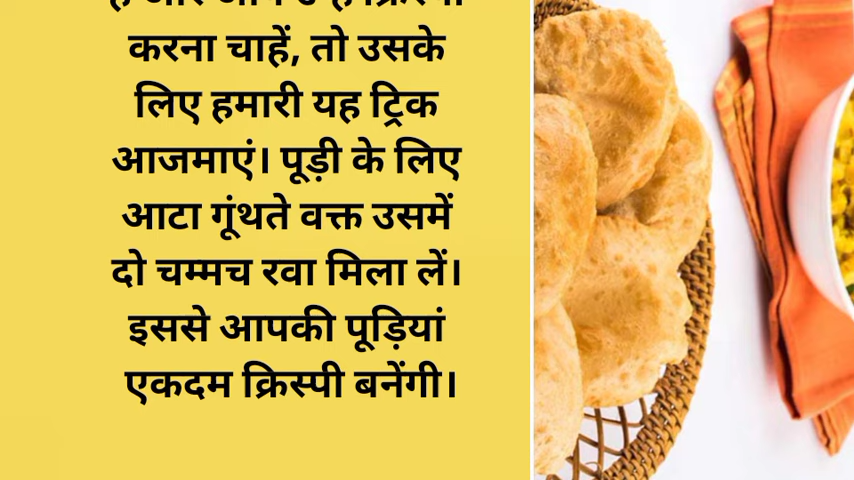 करना चाहें, तो उसके
लिए हमारी यह ट्रिक
आजमाएं। पूड़ी के लिए
आटा गूंथते वक्त उसमें
दो चम्मच रवा मिला लें।
इससे आपकी पूड़ियां
एकदम क्रिस्पी बनेंगी।